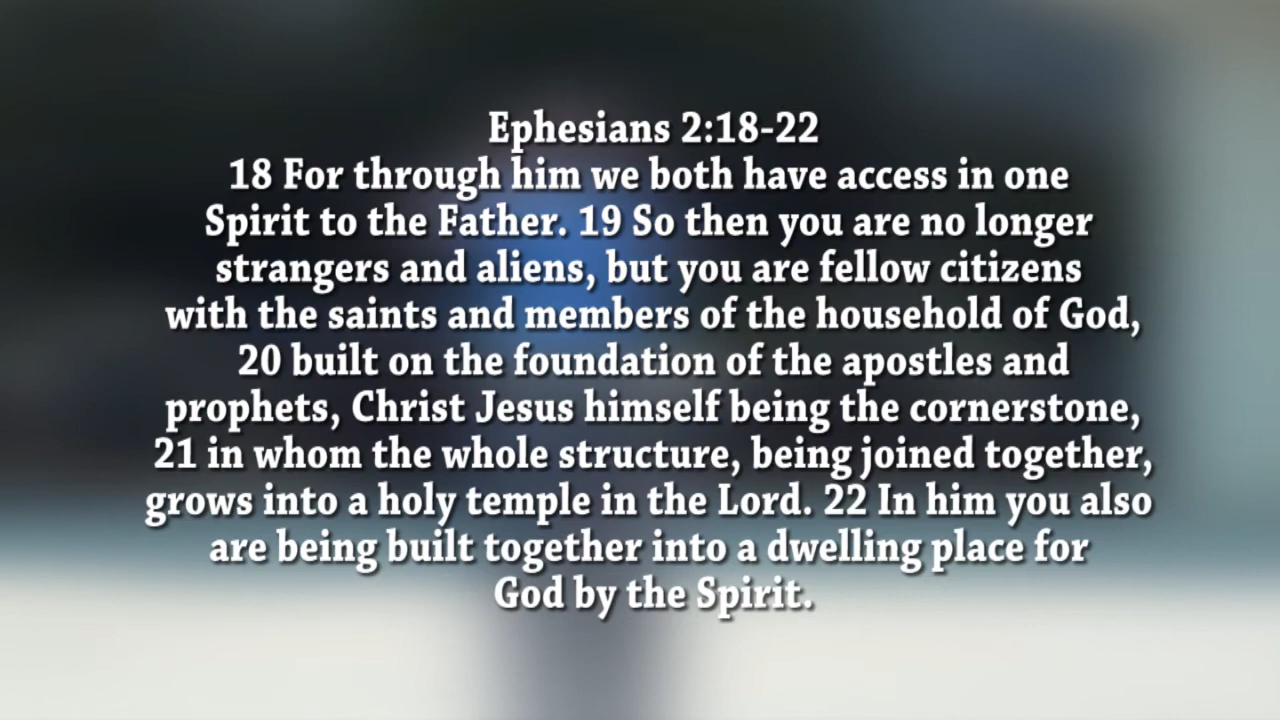 Ephesians 2:18-22
18 For through him we both have access in one
Spirit to the Father. 19 So then you are no longer
strangers and aliens, but you are fellow citizens
with the saints and members of the household of God,
20 built on the foundation of the apostles and
prophets, Christ Jesus himself being the cornerstone,
21 in whom the whole structure, being joined together,
grows into a holy temple in the Lord. 22 In him you also
are being built together into a dwelling place for
God by the Spirit.